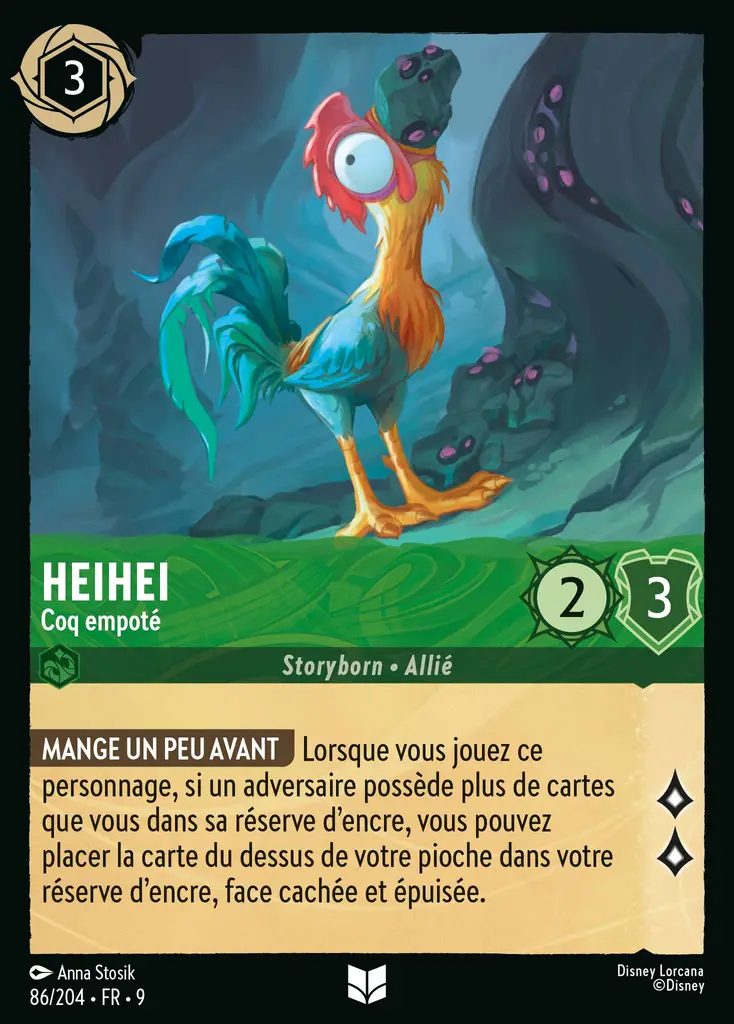 3
HEIHEI
Coq empoté
2
3
Storyborn • Allié
MANGE UN PEU AVANT Lorsque vous jouez ce
personnage, si un adversaire possède plus de cartes
que vous dans sa réserve d'encre, vous pouvez
placer la carte du dessus de votre pioche dans votre
réserve d'encre, face cachée et épuisée.
Anna Stosik
86/204 • FR • 9
Disney Lorcana
©Disney